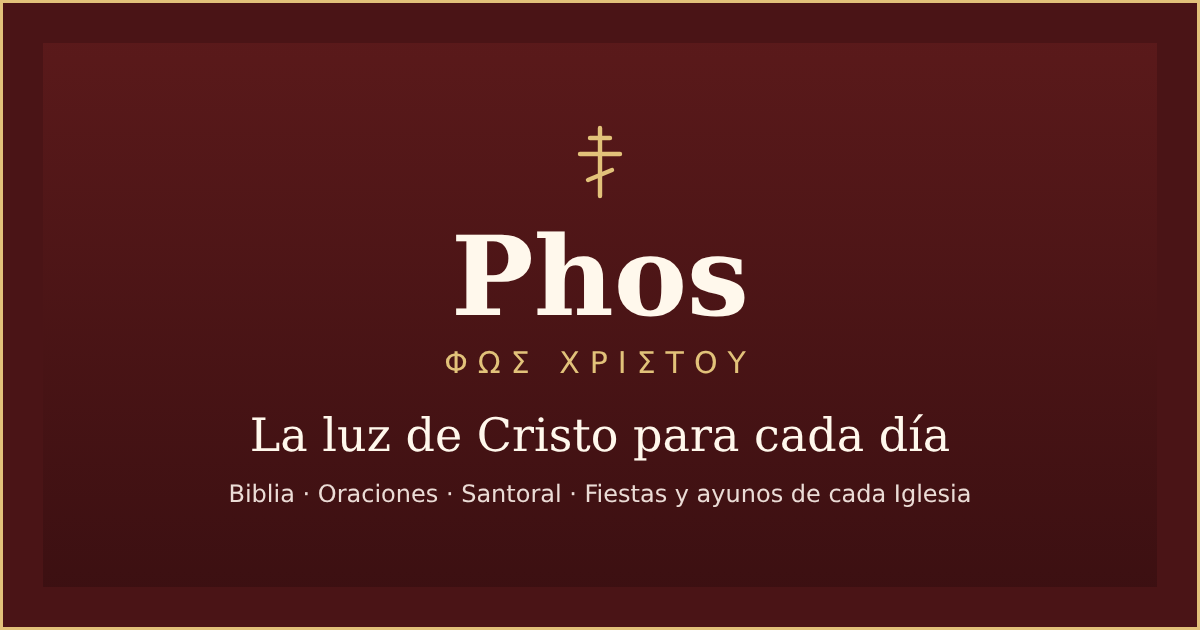 Phos
ΦΩΣ ΧΡΙΣΤΟΥ
La luz de Cristo para cada día
Biblia · Oraciones · Santoral · Fiestas y ayunos de cada Iglesia